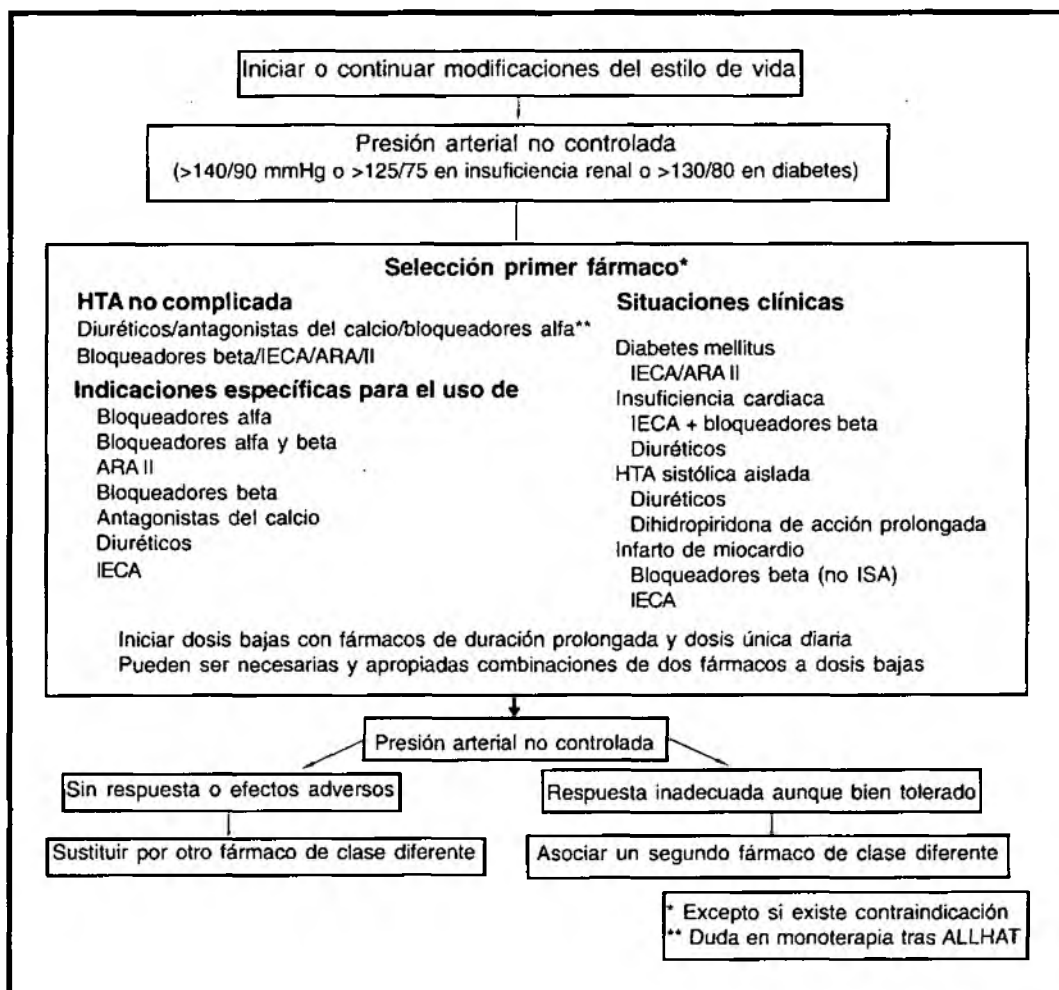 Iniciar o continuar modificaciones del estilo de vida
Presión arterial no controlada
(>140/90 mmHg o >125/75 en insuficiencia renal o >130/80 en diabetes)
Selección primer fármaco*
HTA no complicada
Diuréticos/antagonistas del calcio/bloqueadores alfa**
Bloqueadores beta/IECA/ARA/II
Indicaciones específicas para el uso de
Bloqueadores alfa
Bloqueadores alfa y beta
ARA II
Bloqueadores beta
Antagonistas del calcio
Diuréticos
IECA
Situaciones clínicas
Diabetes mellitus
IECA/ARA II
Insuficiencia cardiaca
IECA + bloqueadores beta
Diuréticos
HTA sistólica aislada
Diuréticos
Dihidropiridona de acción prolongada
Infarto de miocardio
Bloqueadores beta (no ISA)
IECA
Iniciar dosis bajas con fármacos de duración prolongada y dosis única diaria
Pueden ser necesarias y apropiadas combinaciones de dos fármacos a dosis bajas
Presión arterial no controlada
Sin respuesta o efectos adversos
Respuesta inadecuada aunque bien tolerado
Sustituir por otro fármaco de clase diferente
Asociar un segundo fármaco de clase diferente
* Excepto si existe contraindicación
** Duda en monoterapia tras ALLHAT